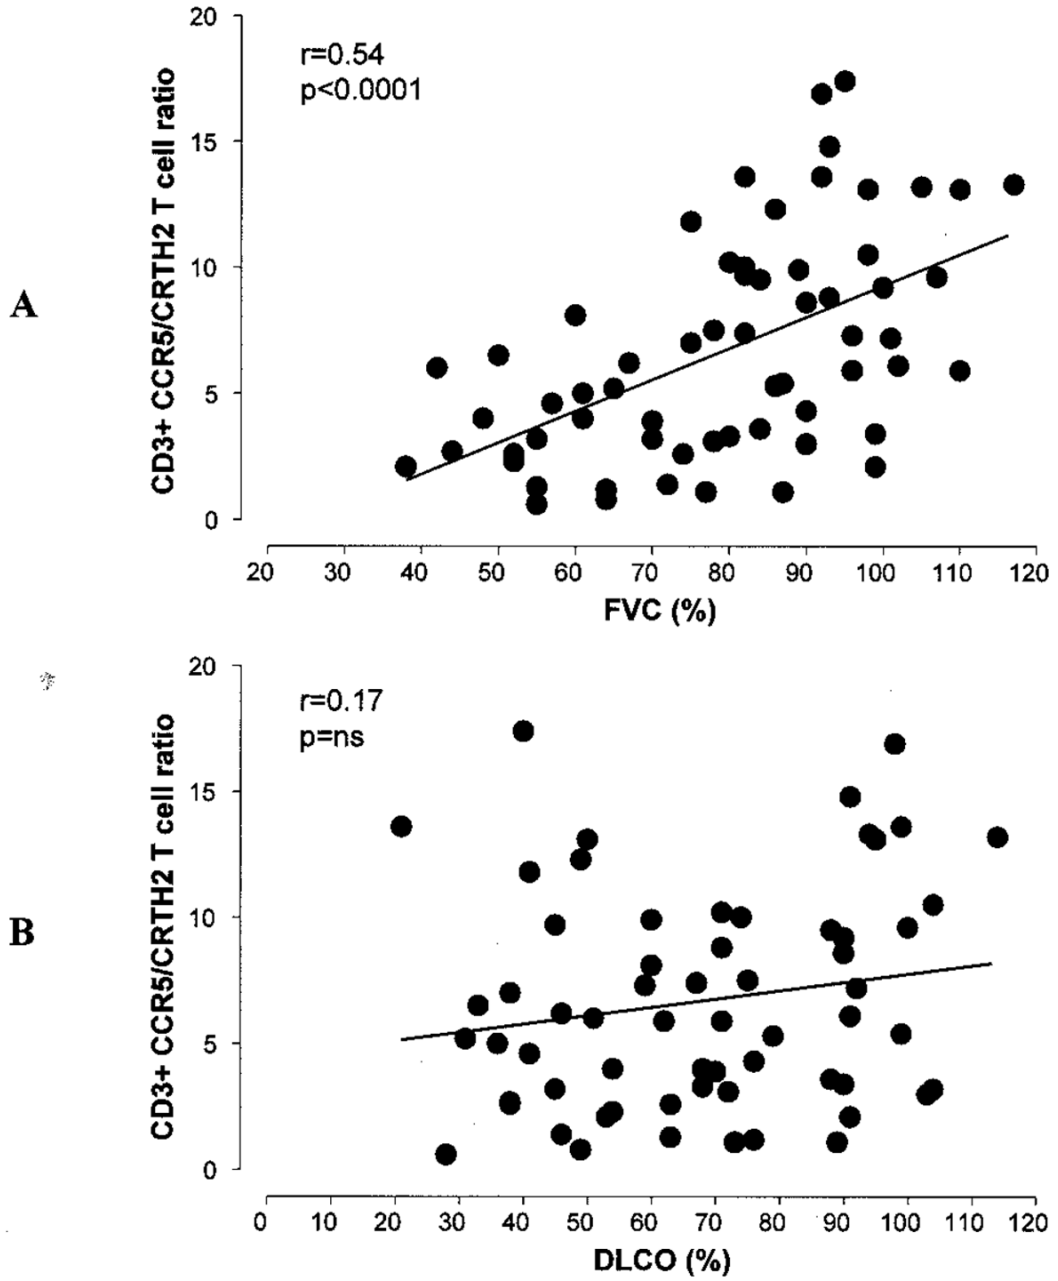 A
CD3+ CCR5/CRTH2 T cell ratio
20
15
10
5
0
r=0.54
p<0.0001
20 30 40 50 60 70 80 90 100 110 120
FVC (%)
B
CD3+ CCR5/CRTH2 T cell ratio
20
15
10
5
0
r=0.17
p=ns
0 10 20 30 40 50 60 70 80 90 100 110 120
DLCO (%)